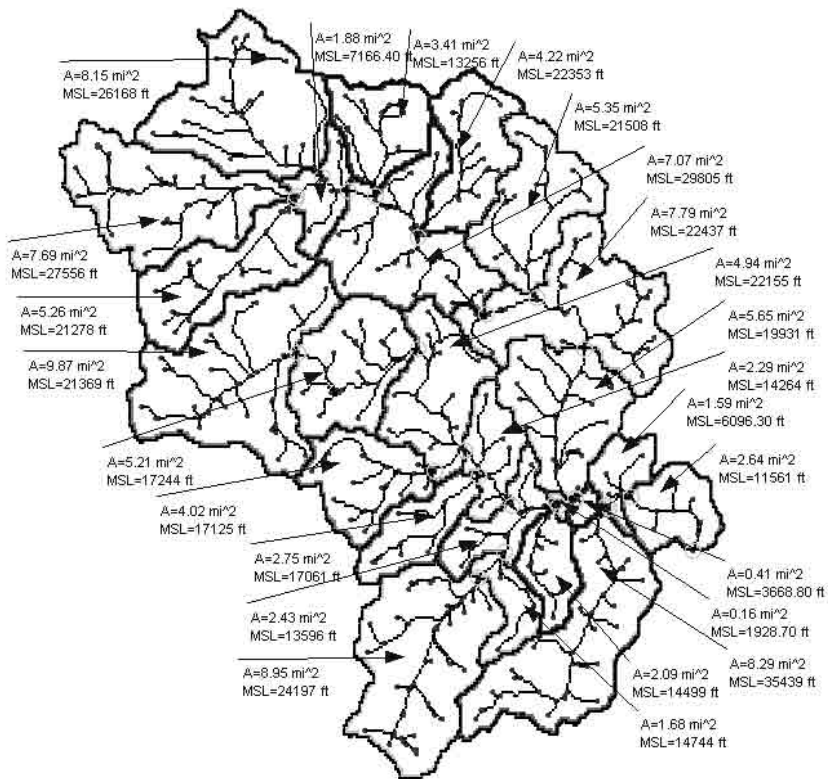 A=1.88 mi^2
MSL=7166.40 ft
A=3.41 mi^2
MSL=13256 ft
A=4.22 mi^2
MSL=22353 ft
A=8.15 mi^2
MSL=26168 ft
A=5.35 mi^2
MSL=21508 ft
A=7.07 mi^2
MSL=29805 ft
A=7.79 mi^2
MSL=22437 ft
A=7.69 mi^2
MSL=27556 ft
A=4.94 mi^2
MSL=22155 ft
A=5.26 mi^2
MSL=21278 ft
A=5.65 mi^2
MSL=19931 ft
A=9.87 mi^2
MSL=21369 ft
A=2.29 mi^2
MSL=14264 ft
A=1.59 mi^2
MSL=6096.30 ft
A=5.21 mi^2
MSL=17244 ft
A=2.64 mi^2
MSL=11561 ft
A=4.02 mi^2
MSL=17125 ft
A=2.75 mi^2
MSL=17061 ft
A=0.41 mi^2
MSL=3668.80 ft
A=2.43 mi^2
MSL=13596 ft
A=0.16 mi^2
MSL=1928.70 ft
A=8.95 mi^2
MSL=24197 ft
A=2.09 mi^2
MSL=14499 ft
A=8.29 mi^2
MSL=35439 ft
A=1.68 mi^2
MSL=14744 ft